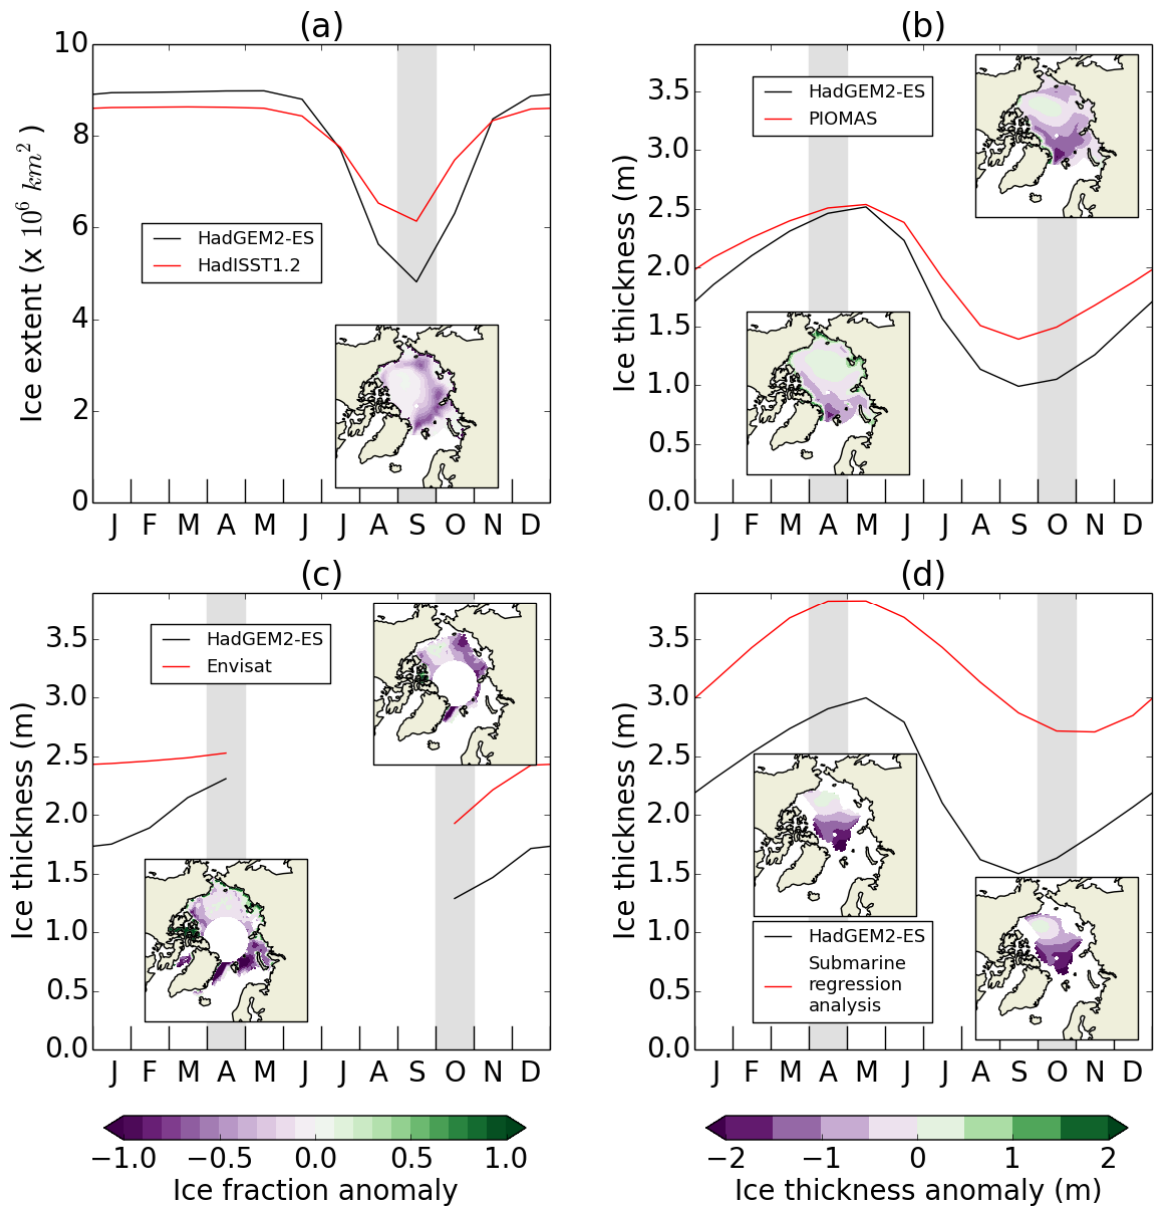 (a)
10
8
6
4
2
0
Ice extent (x 10⁶ km²)
HadGEM2-ES
HadISST1.2
J F M A M J J A S O N D
(b)
3.5
3.0
2.5
2.0
1.5
1.0
0.5
0.0
Ice thickness (m)
HadGEM2-ES
PIOMAS
J F M A M J J A S O N D
(c)
3.5
3.0
2.5
2.0
1.5
1.0
0.5
0.0
Ice thickness (m)
HadGEM2-ES
Envisat
J F M A M J J A S O N D
(d)
3.5
3.0
2.5
2.0
1.5
1.0
0.5
0.0
Ice thickness (m)
HadGEM2-ES
Submarine
regression
analysis
J F M A M J J A S O N D
−1.0 −0.5 0.0 0.5 1.0
Ice fraction anomaly
−2 −1 0 1 2
Ice thickness anomaly (m)